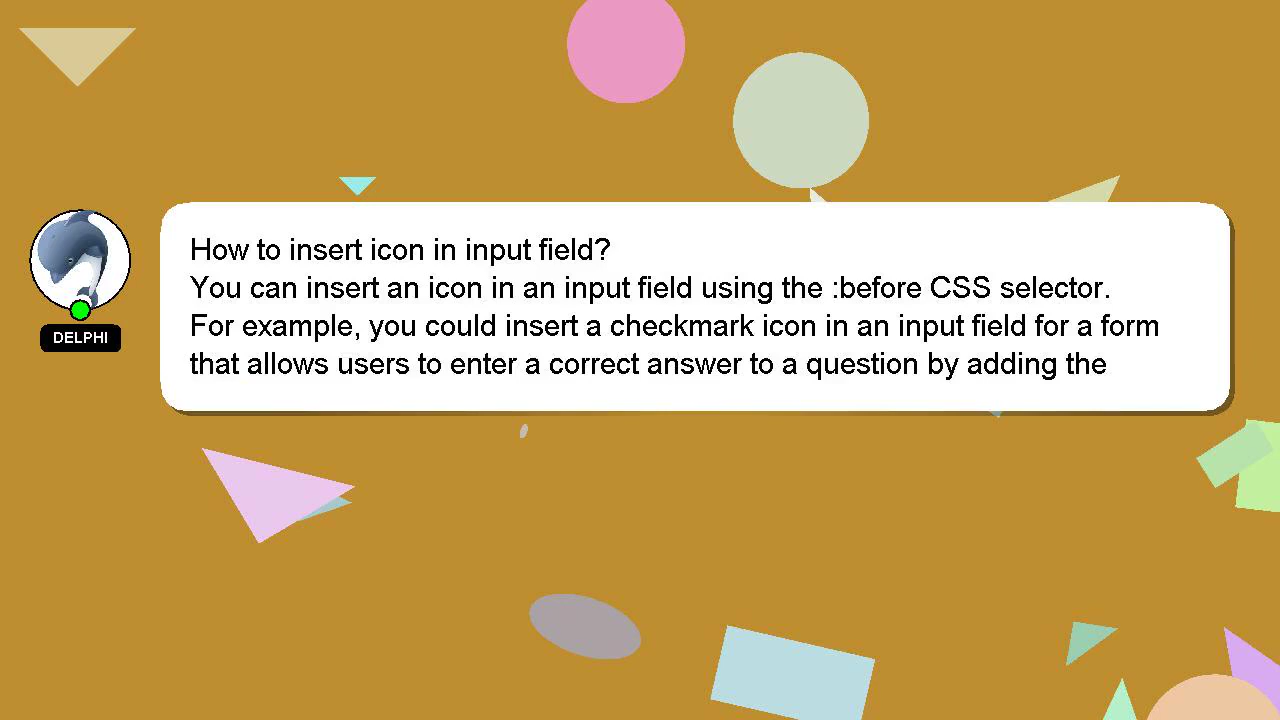 How to insert icon in input field?
You can insert an icon in an input field using the :before CSS selector.
For example, you could insert a checkmark icon in an input field for a form
that allows users to enter a correct answer to a question by adding the
DELPHI